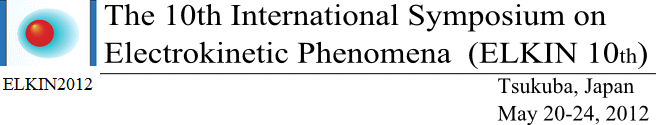 The 10th International Symposium on
Electrokinetic Phenomena (ELKIN 10th)
ELKIN2012
Tsukuba, Japan
May 20-24, 2012